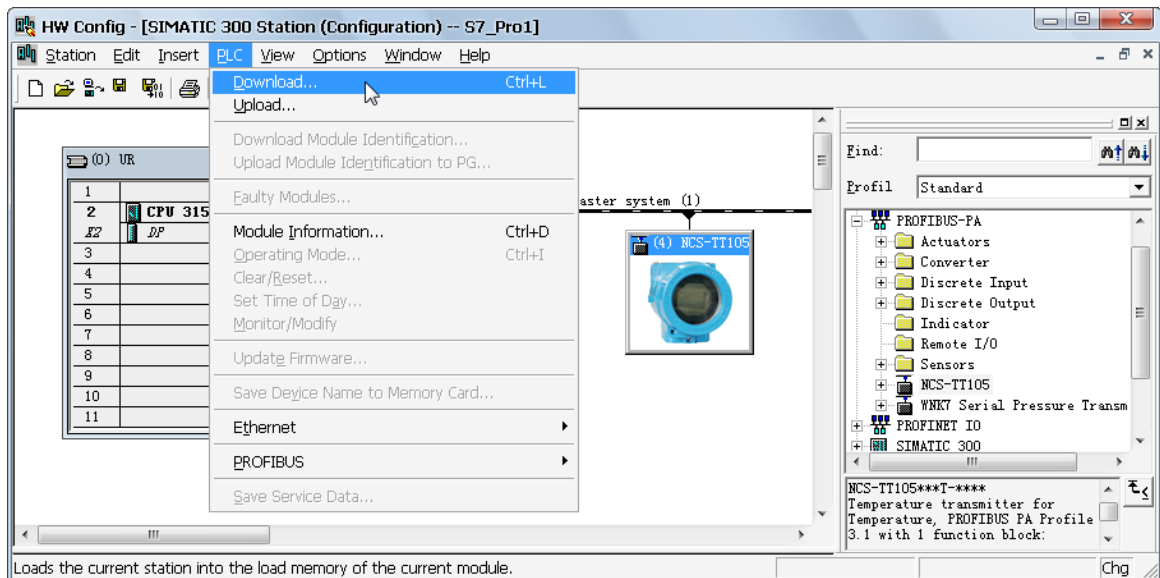 HW Config - [SIMATIC 300 Station (Configuration) -- S7_Pro1]
Station Edit Insert PLC View Options Window Help
Download... Ctrl+L
Upload...
Download Module Identification...
Upload Module Identification to PG...
Faulty Modules...
Module Information... Ctrl+D
Operating Mode... Ctrl+I
Clear/Reset...
Set Time of Day...
Monitor/Modify
Update Firmware...
Save Device Name to Memory Card...
Ethernet
PROFIBUS
Save Service Data...
(0) UR
1
2 CPU 315
X2 DP
3
4
5
6
7
8
9
10
11
aster system (1)
(4) NCS-TT105
Find:
Profil Standard
PROFIBUS-PA
Actuators
Converter
Discrete Input
Discrete Output
Indicator
Remote I/O
Sensors
NCS-TT105
WNK7 Serial Pressure Transm
PROFINET IO
SIMATIC 300
NCS-TT105***T-****
Temperature transmitter for
Temperature, PROFIBUS PA Profile
3.1 with 1 function block:
Loads the current station into the load memory of the current module.
Chg